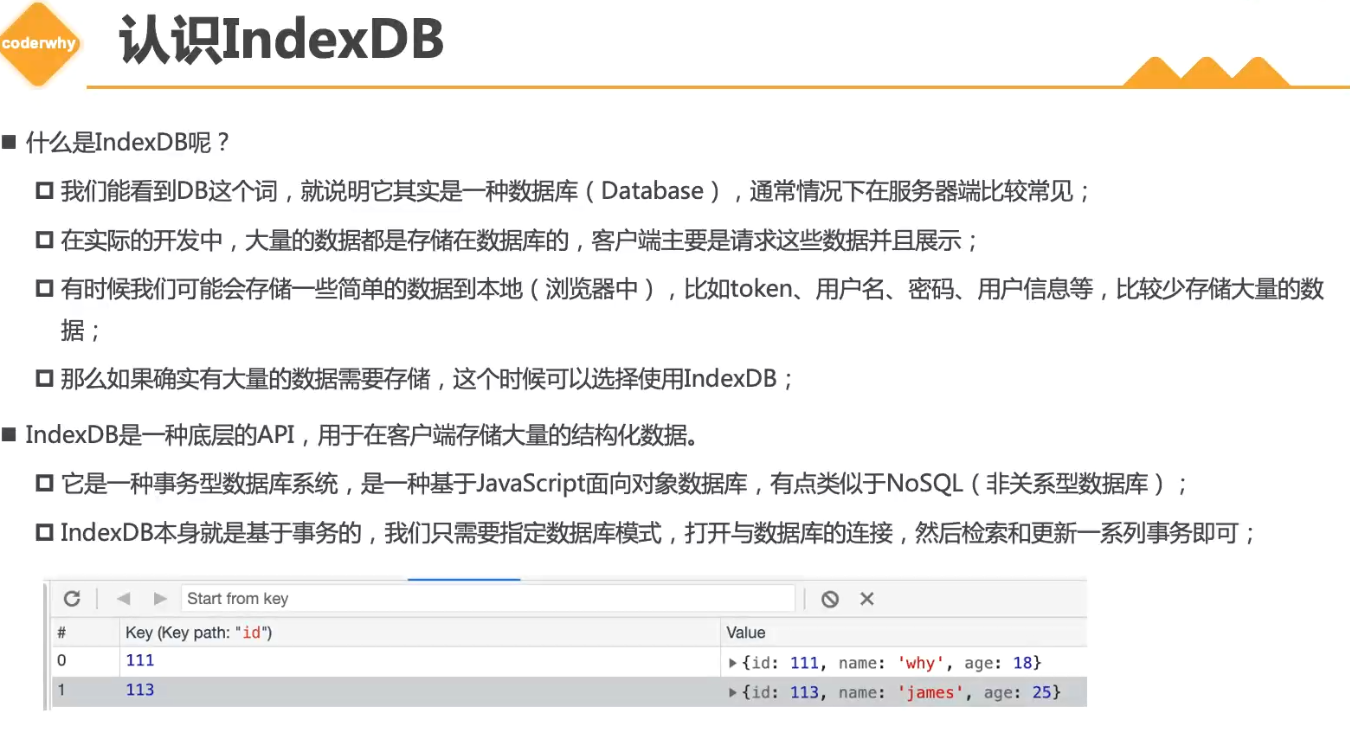 coderwhy
认识IndexDB
■ 什么是IndexDB呢？
我们能看到DB这个词，就说明它其实是一种数据库（Database），通常情况下在服务器端比较常见；
在实际的开发中，大量的数据都是存储在数据库的，客户端主要是请求这些数据并且展示；
有时候我们可能会存储一些简单的数据到本地（浏览器中），比如token、用户名、密码、用户信息等，比较少存储大量的数
据；
那么如果确实有大量的数据需要存储，这个时候可以选择使用IndexDB；
■ IndexDB是一种底层的API，用于在客户端存储大量的结构化数据。
它是一种事务型数据库系统，是一种基于JavaScript面向对象数据库，有点类似于NoSQL（非关系型数据库）；
IndexDB本身就是基于事务的，我们只需要指定数据库模式，打开与数据库的连接，然后检索和更新一系列事务即可；
Start from key
# Key (Key path: "id") Value
0 111 {id: 111, name: 'why', age: 18}
1 113 {id: 113, name: 'james', age: 25}